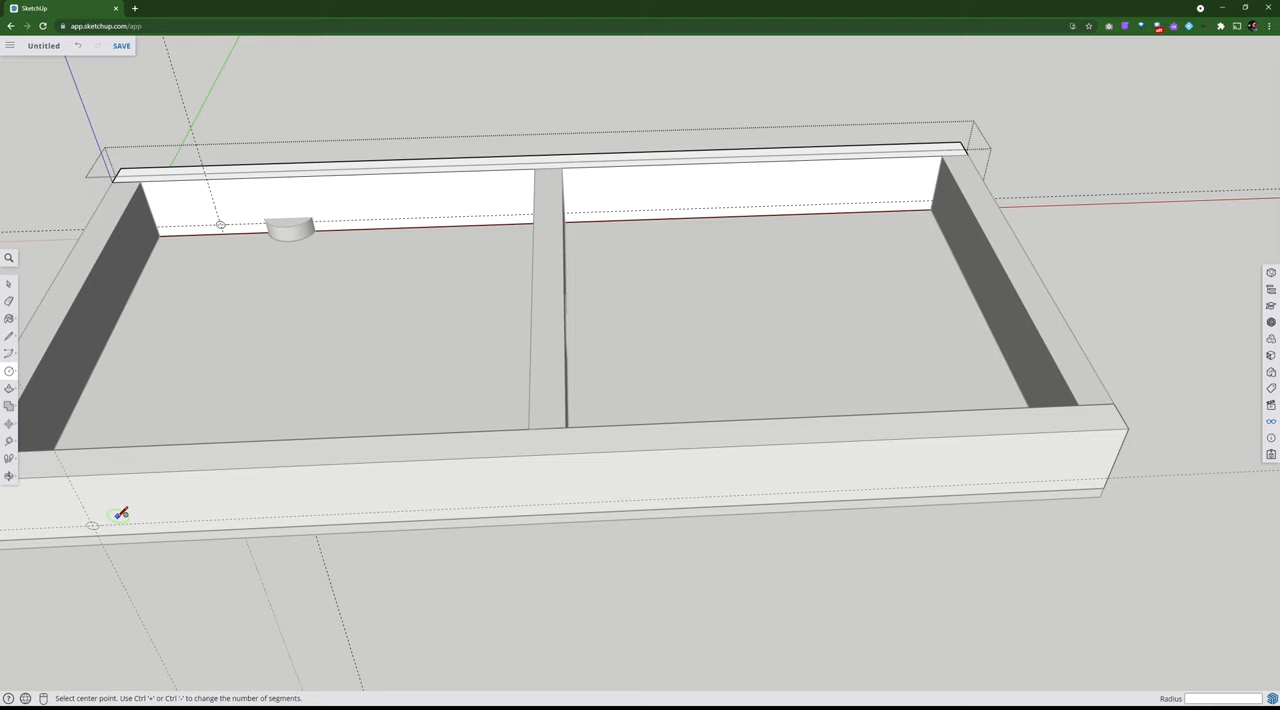 SketchUp
app.sketchup.com/app
off
Untitled
SAVE
Select center point. Use Ctrl '+' or Ctrl '-' to change the number of segments.
Radius